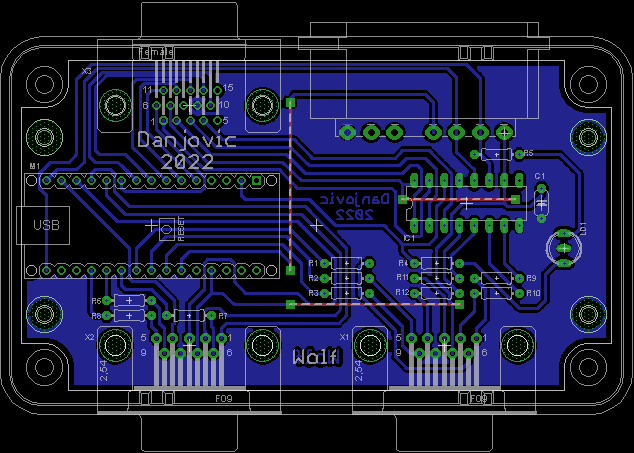 Female
X3
11
15
6
10
1
5
Danjovic
2022
M1
R5
C1
Danjovic
2022
USB
RESET
IC1
LD1
R1
R4
R2
R11
R9
R3
R12
R10
R6
R8
R7
X2
5
1
9
6
X1
5
1
9
6
Wolf
2,54
2,54
F09
F09